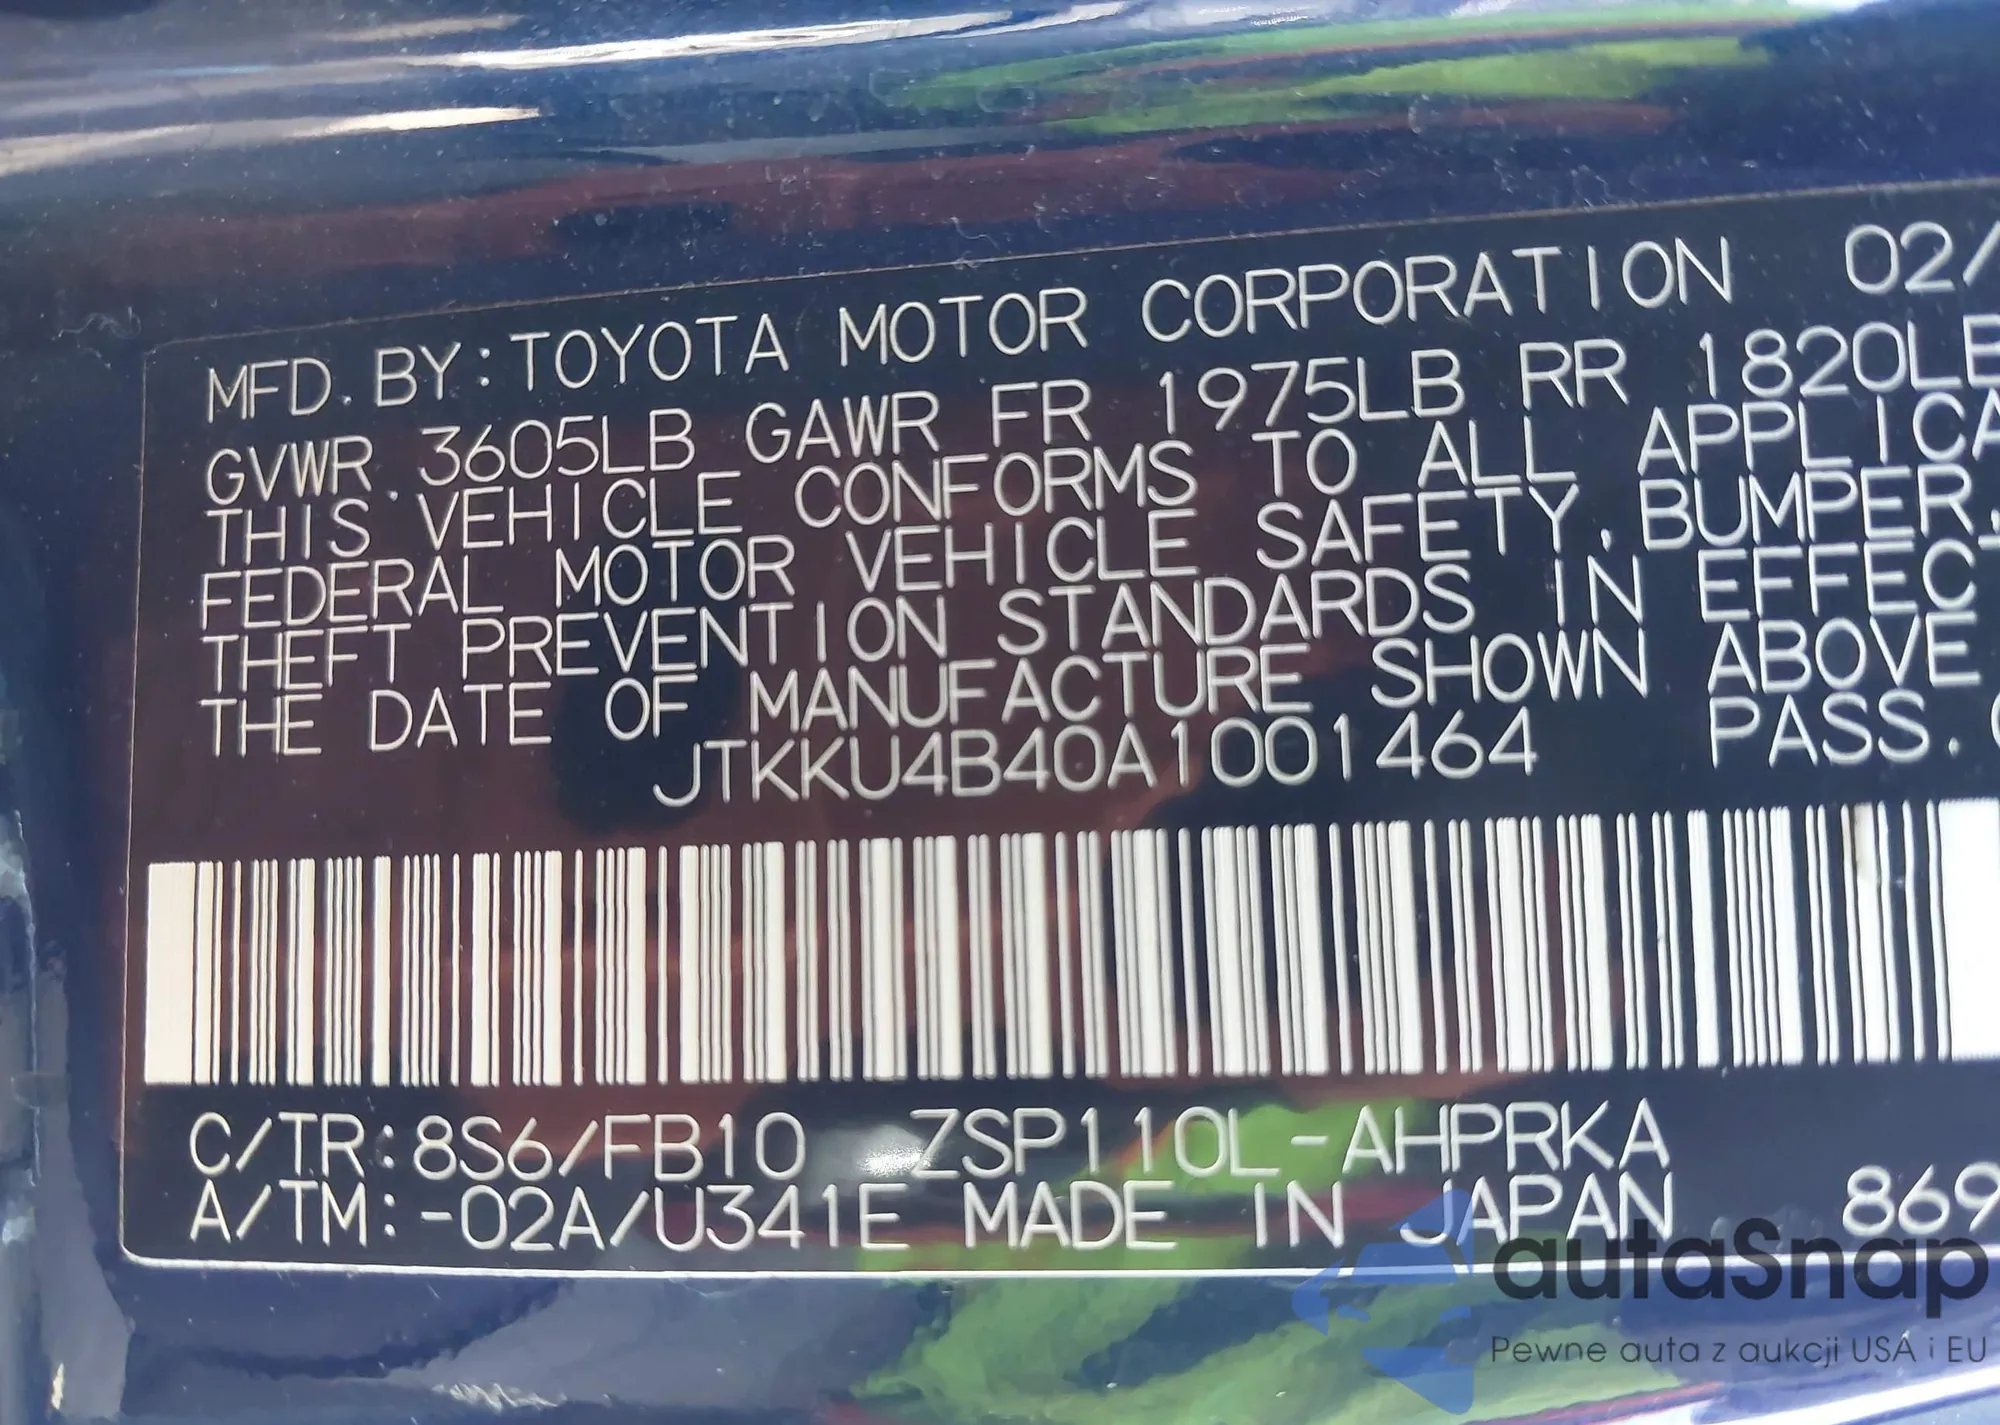 MFD. BY: TOYOTA MOTOR CORPORATION 02/
GVWR 3605LB GAWR FR 1975LB RR 1820LB
THIS VEHICLE CONFORMS TO ALL APPLICA
FEDERAL MOTOR VEHICLE SAFETY, BUMPER,
THEFT PREVENTION STANDARDS IN EFFECT
THE DATE OF MANUFACTURE SHOWN ABOVE
JTKKU4B40A1001464 PASS.
C/TR: 8S6/FB10 ZSP110L-AHPRKA
A/TM: -02A/U341E MADE IN JAPAN 869
autaSnap
Pewne auta z aukcji USA i EU